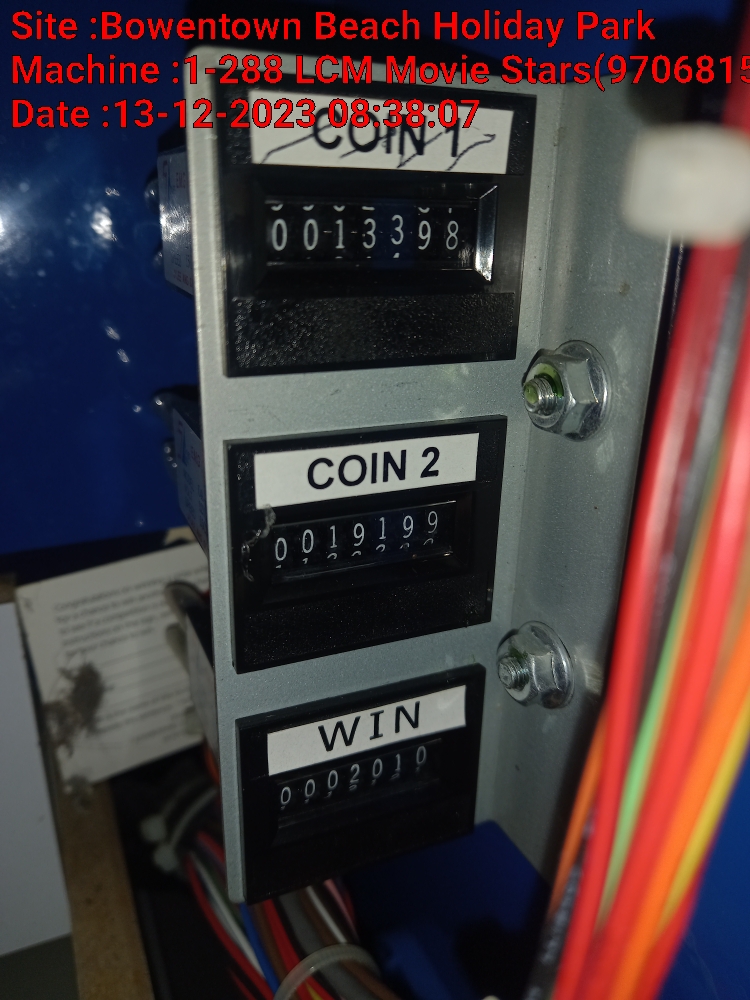 Site :Bowentown Beach Holiday Park
Machine :1-288 LCM Movie Stars(9706815
Date :13-12-2023 08:38:07
COIN 1
0013398
COIN 2
0019199
WIN
0002010